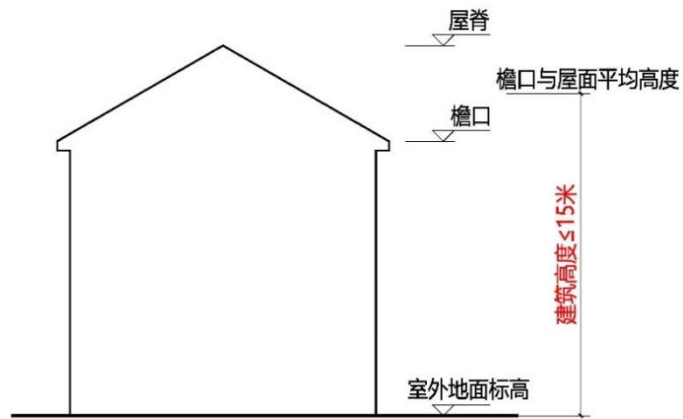 屋脊
檐口与屋面平均高度
檐口
建筑高度≤15米
室外地面标高